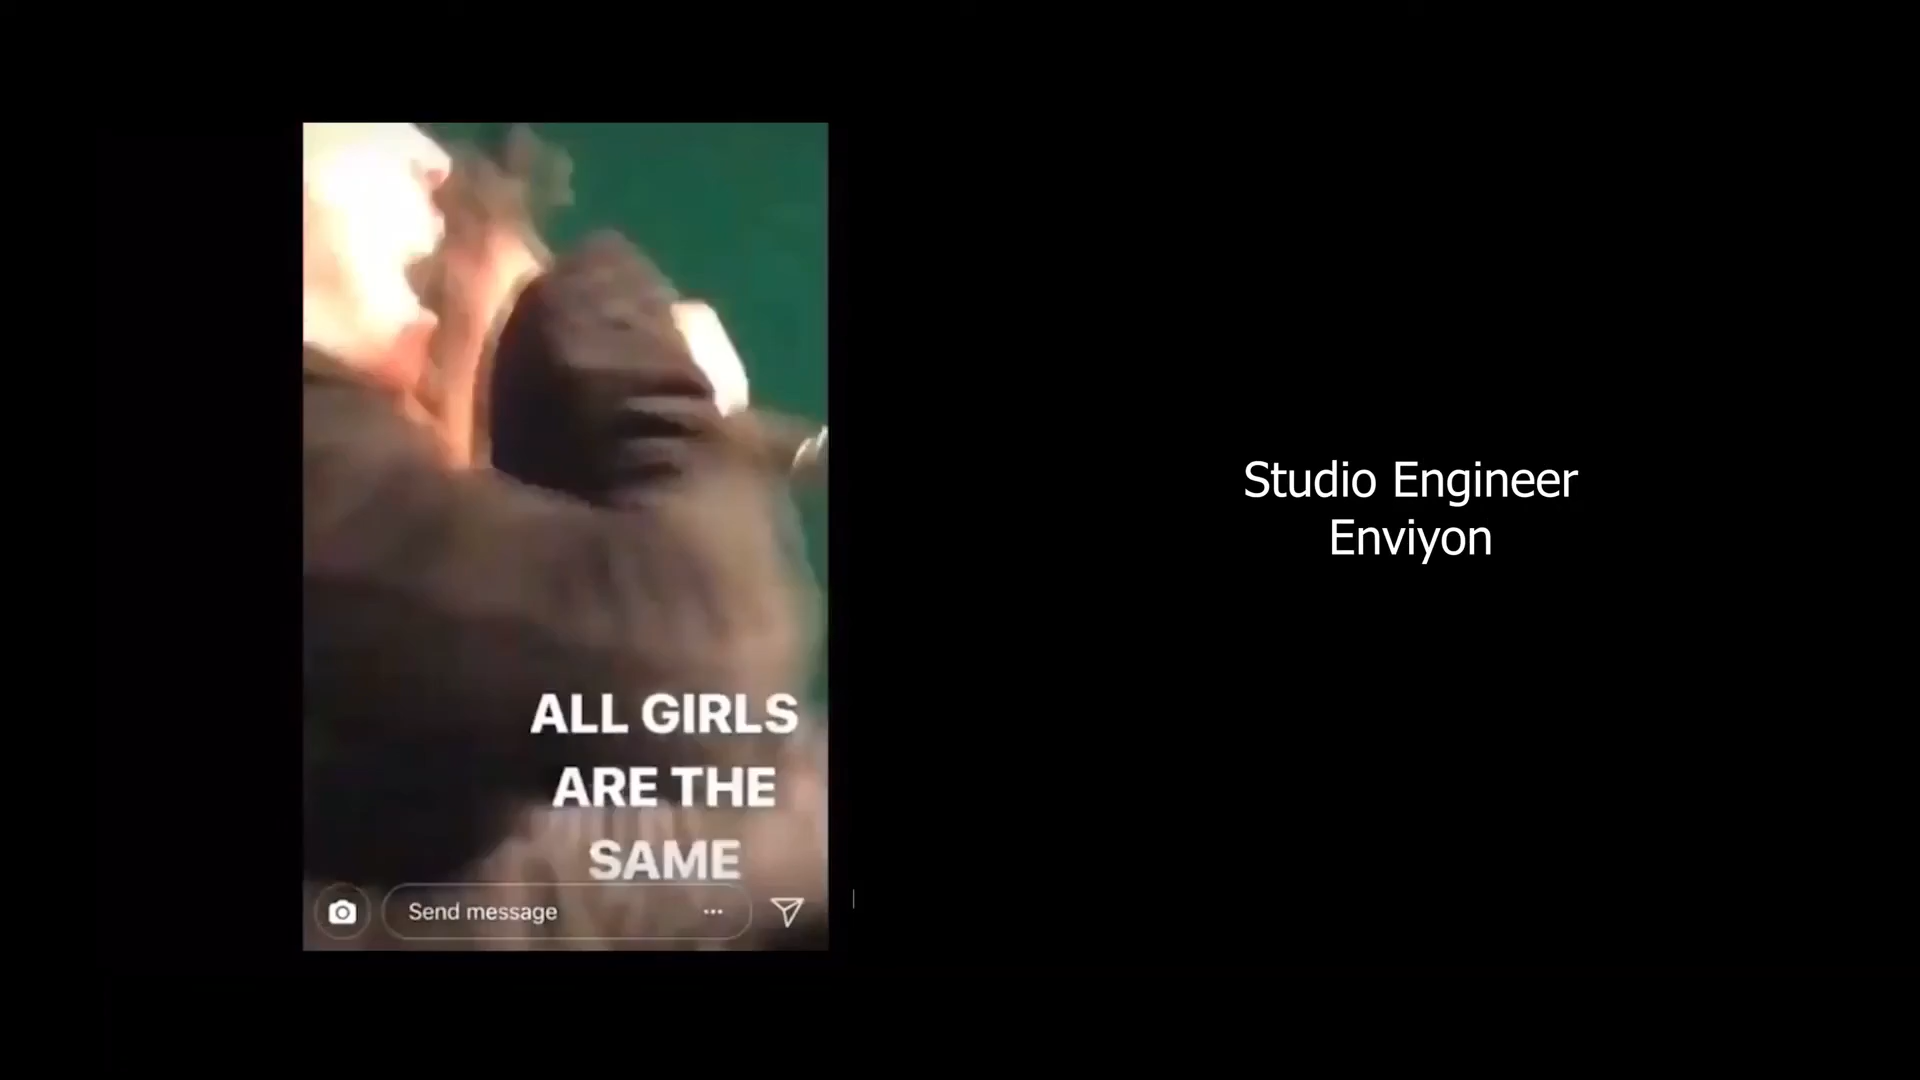 ALL GIRLS
ARE THE
SAME
Send message
Studio Engineer
Enviyon